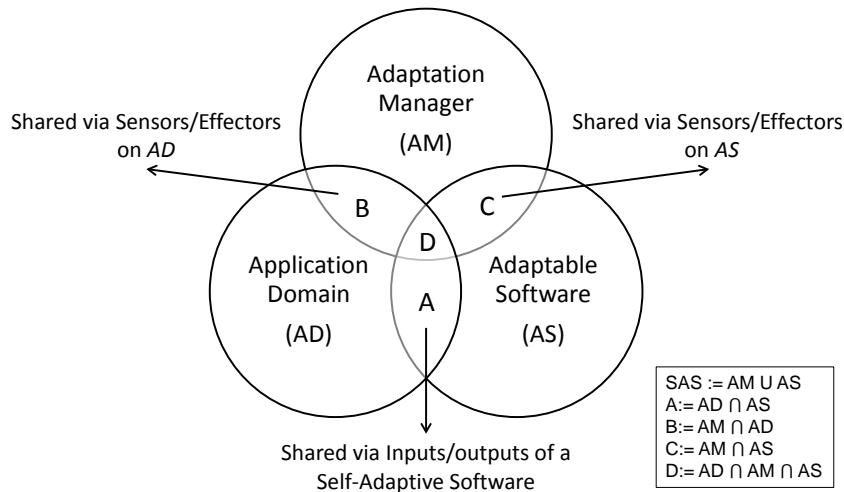 Adaptation
Manager
(AM)
Shared via Sensors/Effectors
on AD
Shared via Sensors/Effectors
on AS
B
C
D
Application
Domain
(AD)
A
Adaptable
Software
(AS)
Shared via Inputs/outputs of a
Self-Adaptive Software
SAS := AM U AS
A:= AD ∩ AS
B:= AM ∩ AD
C:= AM ∩ AS
D:= AD ∩ AM ∩ AS